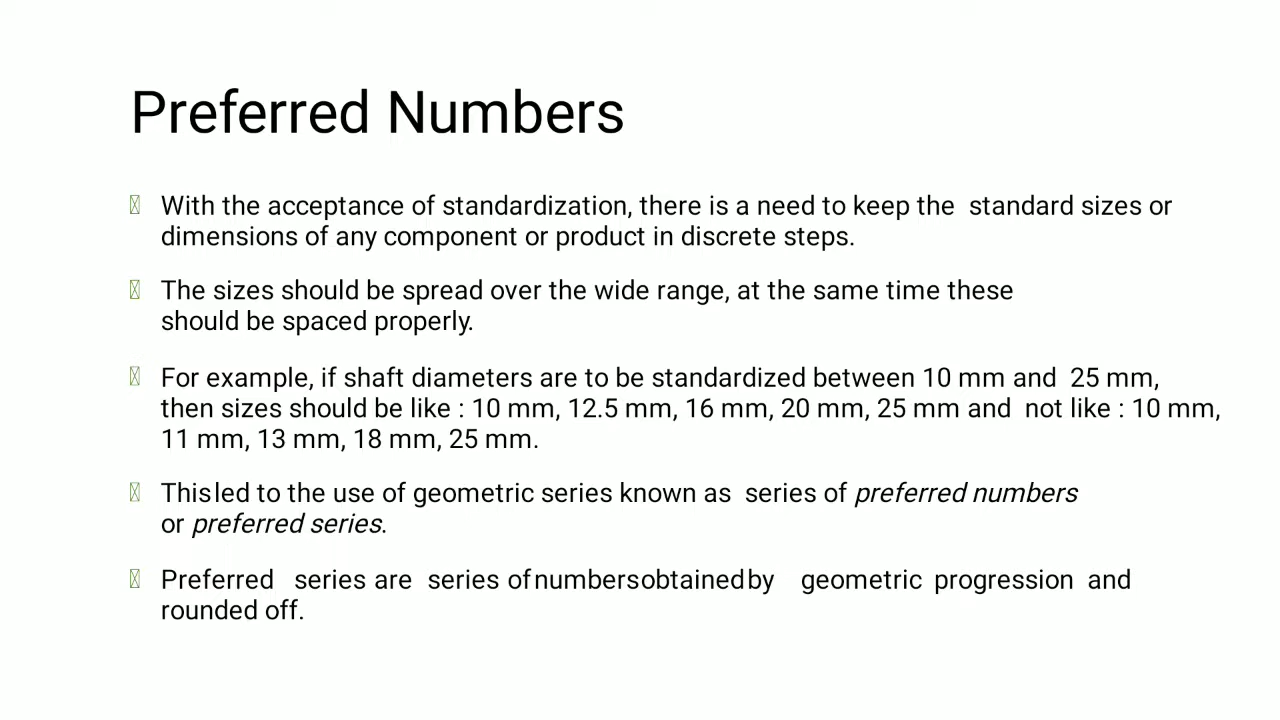 Preferred Numbers
With the acceptance of standardization, there is a need to keep the standard sizes or
dimensions of any component or product in discrete steps.
The sizes should be spread over the wide range, at the same time these
should be spaced properly.
For example, if shaft diameters are to be standardized between 10 mm and 25 mm,
then sizes should be like : 10 mm, 12.5 mm, 16 mm, 20 mm, 25 mm and not like : 10 mm,
11 mm, 13 mm, 18 mm, 25 mm.
This led to the use of geometric series known as series of preferred numbers
or preferred series.
Preferred series are series of numbers obtained by geometric progression and
rounded off.